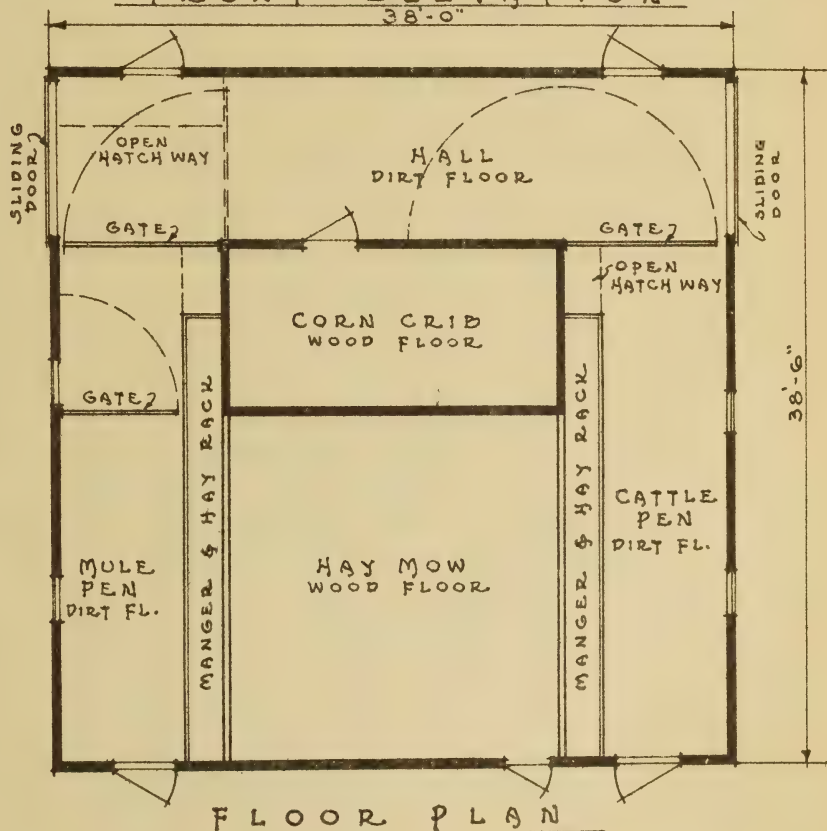 38'-0"
SLIDING
DOOR
OPEN
HATCH WAY
HALL
DIRT FLOOR
SLIDING
DOOR
GATE
GATE
OPEN
HATCH WAY
CORN CRIB
WOOD FLOOR
38'-6"
GATE
MANGER & HAY RACK
MANGER & HAY RACK
CATTLE
PEN
DIRT FL.
MULE
PEN
DIRT FL.
HAY MOW
WOOD FLOOR
FLOOR PLAN